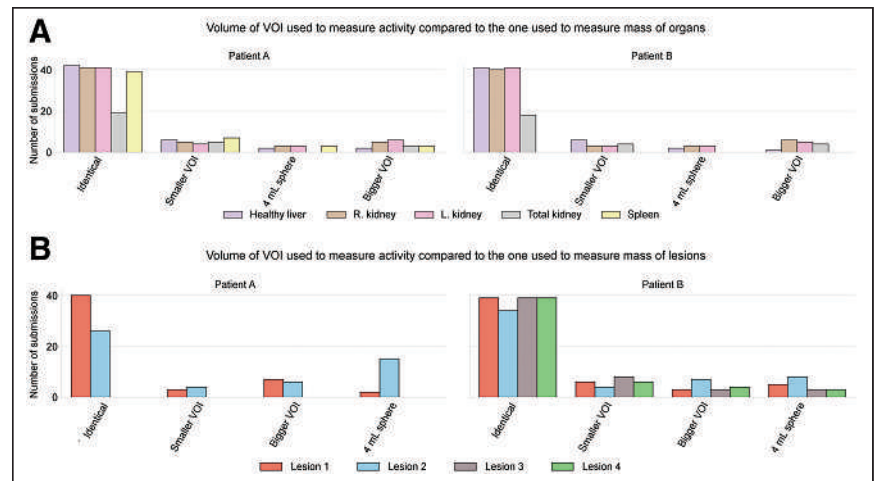 A
Volume of VOI used to measure activity compared to the one used to measure mass of organs
Patient A
Patient B
Number of submissions
40
20
0
Identical
Smaller VOI
4 mL sphere
Bigger VOI
Identical
Smaller VOI
4 mL sphere
Bigger VOI
Healthy liver
R. kidney
L. kidney
Total kidney
Spleen
B
Volume of VOI used to measure activity compared to the one used to measure mass of lesions
Patient A
Patient B
Number of submissions
40
20
0
Identical
Smaller VOI
Bigger VOI
4 mL sphere
Identical
Smaller VOI
Bigger VOI
4 mL sphere
Lesion 1
Lesion 2
Lesion 3
Lesion 4